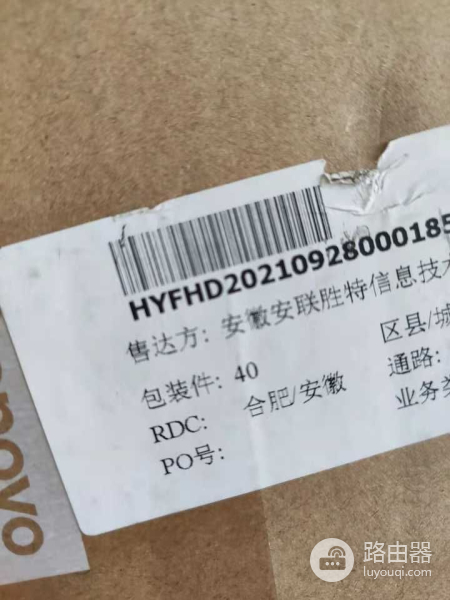 HYFHD20210928000185
售达方: 安徽安联胜特信息技术
区县/城
包装件: 40
通路:
RDC: 合肥/安徽
业务类
PO号:
enovo
路由器
luyouqi.com